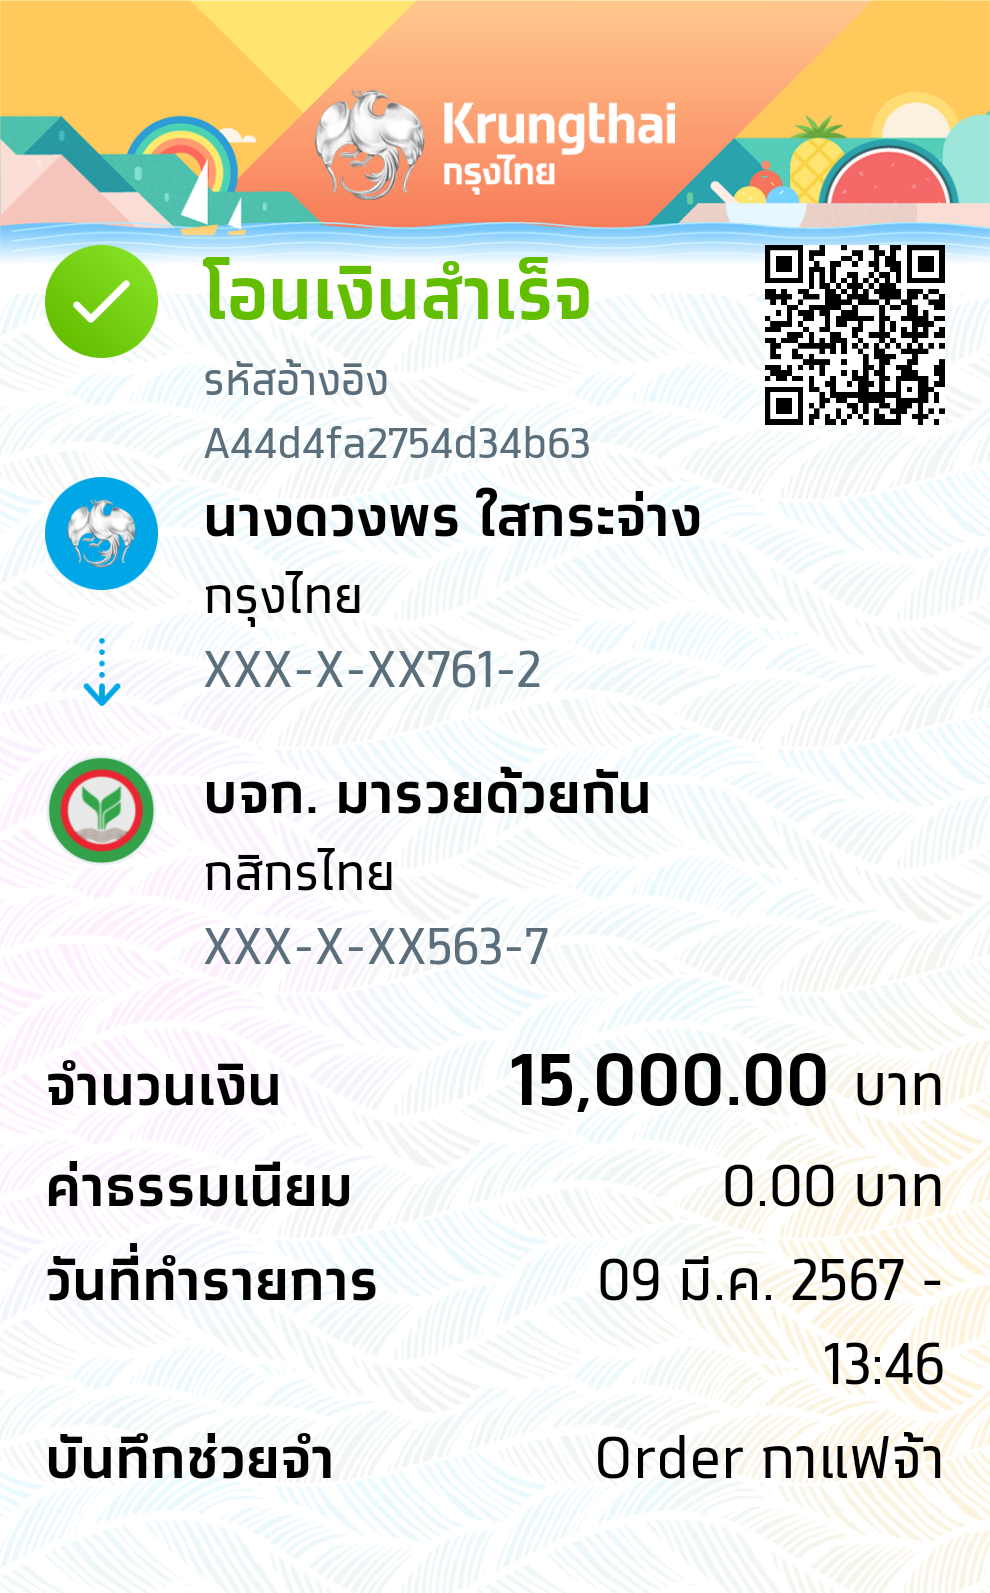 Krungthai
กรุงไทย
โอนเงินสำเร็จ
รหัสอ้างอิง
A44d4fa2754d34b63
นางดวงพร ใสกระจ่าง
กรุงไทย
XXX-X-XX761-2
บจก. มารวยด้วยกัน
กสิกรไทย
XXX-X-XX563-7
จำนวนเงิน 15,000.00 บาท
ค่าธรรมเนียม 0.00 บาท
วันที่ทำรายการ 09 มี.ค. 2567 -
13:46
บันทึกช่วยจำ Order กาแฟจ้า